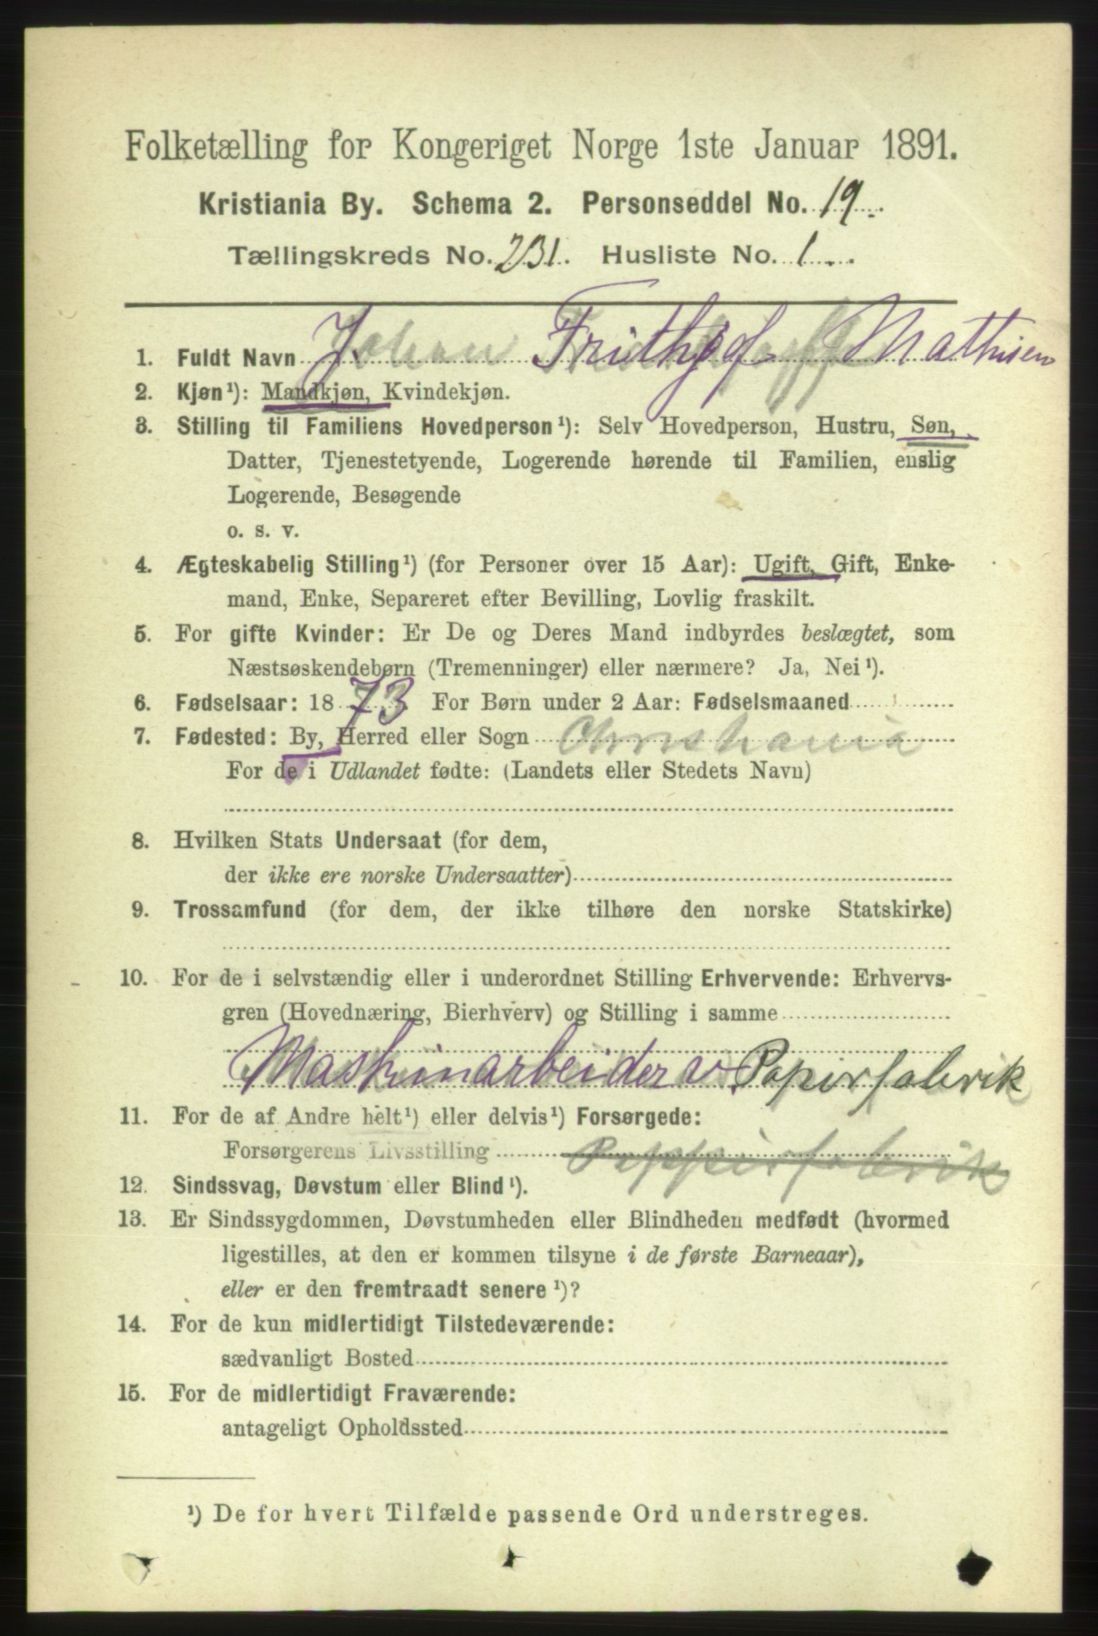 Folketælling for Kongeriget Norge 1ste Januar 1891.
Kristiania By. Schema 2. Personseddel No. 19.
Tællingskreds No. 231. Husliste No. 1.
1. Fuldt Navn Johan Frithjof Mathisen
2. Kjøn¹): Mandkjøn, Kvindekjøn.
3. Stilling til Familiens Hovedperson¹): Selv Hovedperson, Hustru, Søn,
Datter, Tjenestetyende, Logerende hørende til Familien, enslig
Logerende, Besøgende
o. s. v.
4. Ægteskabelig Stilling¹) (for Personer over 15 Aar): Ugift, Gift, Enke-
mand, Enke, Separeret efter Bevilling, Lovlig fraskilt.
5. For gifte Kvinder: Er De og Deres Mand indbyrdes beslægtet, som
Næstsøskendebørn (Tremenninger) eller nærmere? Ja, Nei¹).
6. Fødselsaar: 1873 For Børn under 2 Aar: Fødselsmaaned
7. Fødested: By, Herred eller Sogn Christiania
For de i Udlandet fødte: (Landets eller Stedets Navn)
8. Hvilken Stats Undersaat (for dem,
der ikke ere norske Undersaatter)
9. Trossamfund (for dem, der ikke tilhøre den norske Statskirke)
10. For de i selvstændig eller i underordnet Stilling Erhvervende: Erhvervs-
gren (Hovednæring, Bierhverv) og Stilling i samme
Maskinarbeider v. Papirfabrik
11. For de af Andre helt¹) eller delvis¹) Forsørgede:
Forsørgerens Livsstilling Pappirfabrik
12. Sindssvag, Døvstum eller Blind¹).
13. Er Sindssygdommen, Døvstumheden eller Blindheden medfødt (hvormed
ligestilles, at den er kommen tilsyne i de første Barneaar),
eller er den fremtraadt senere¹)?
14. For de kun midlertidigt Tilstedeværende:
sædvanligt Bosted
15. For de midlertidigt Fraværende:
antageligt Opholdssted
¹) De for hvert Tilfælde passende Ord understreges.